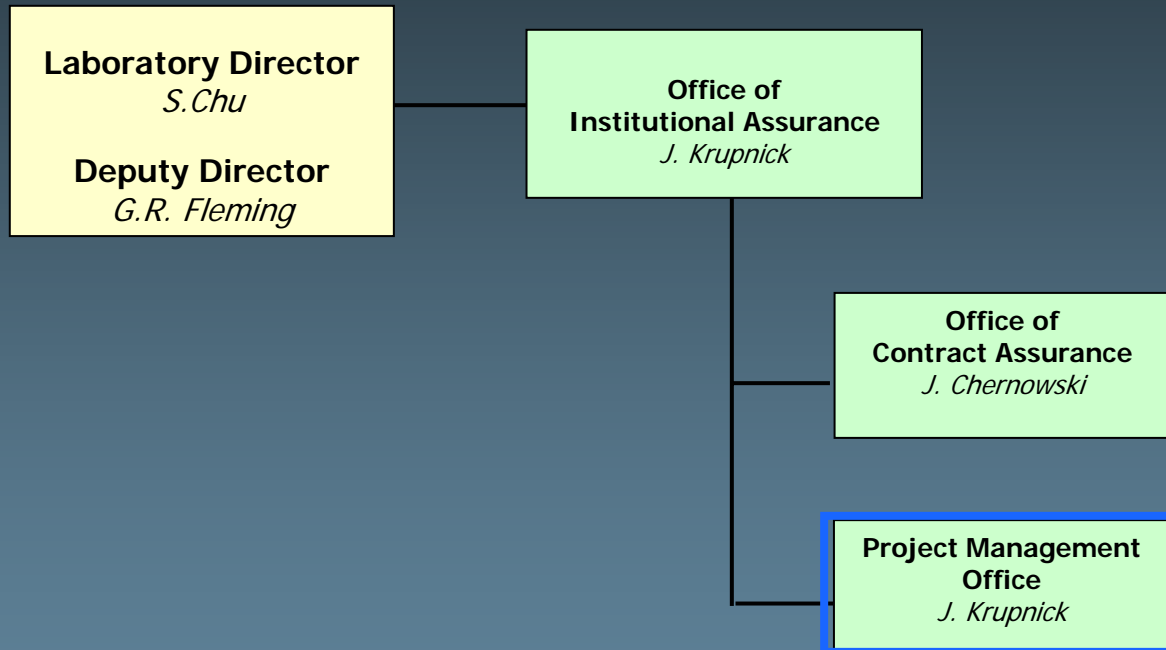 Laboratory Director
S.Chu
Deputy Director
G.R. Fleming
Office of
Institutional Assurance
J. Krupnick
Office of
Contract Assurance
J. Chernowski
Project Management
Office
J. Krupnick